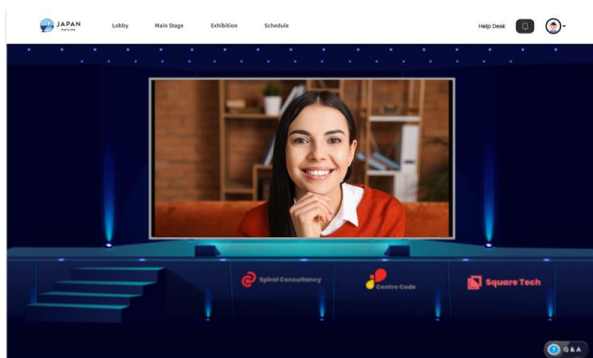 JAPAN
Lobby
Main Stage
Exhibition
Schedule
Help Desk
Spiral Consultancy
Centre Code
Square Tech
Q & A